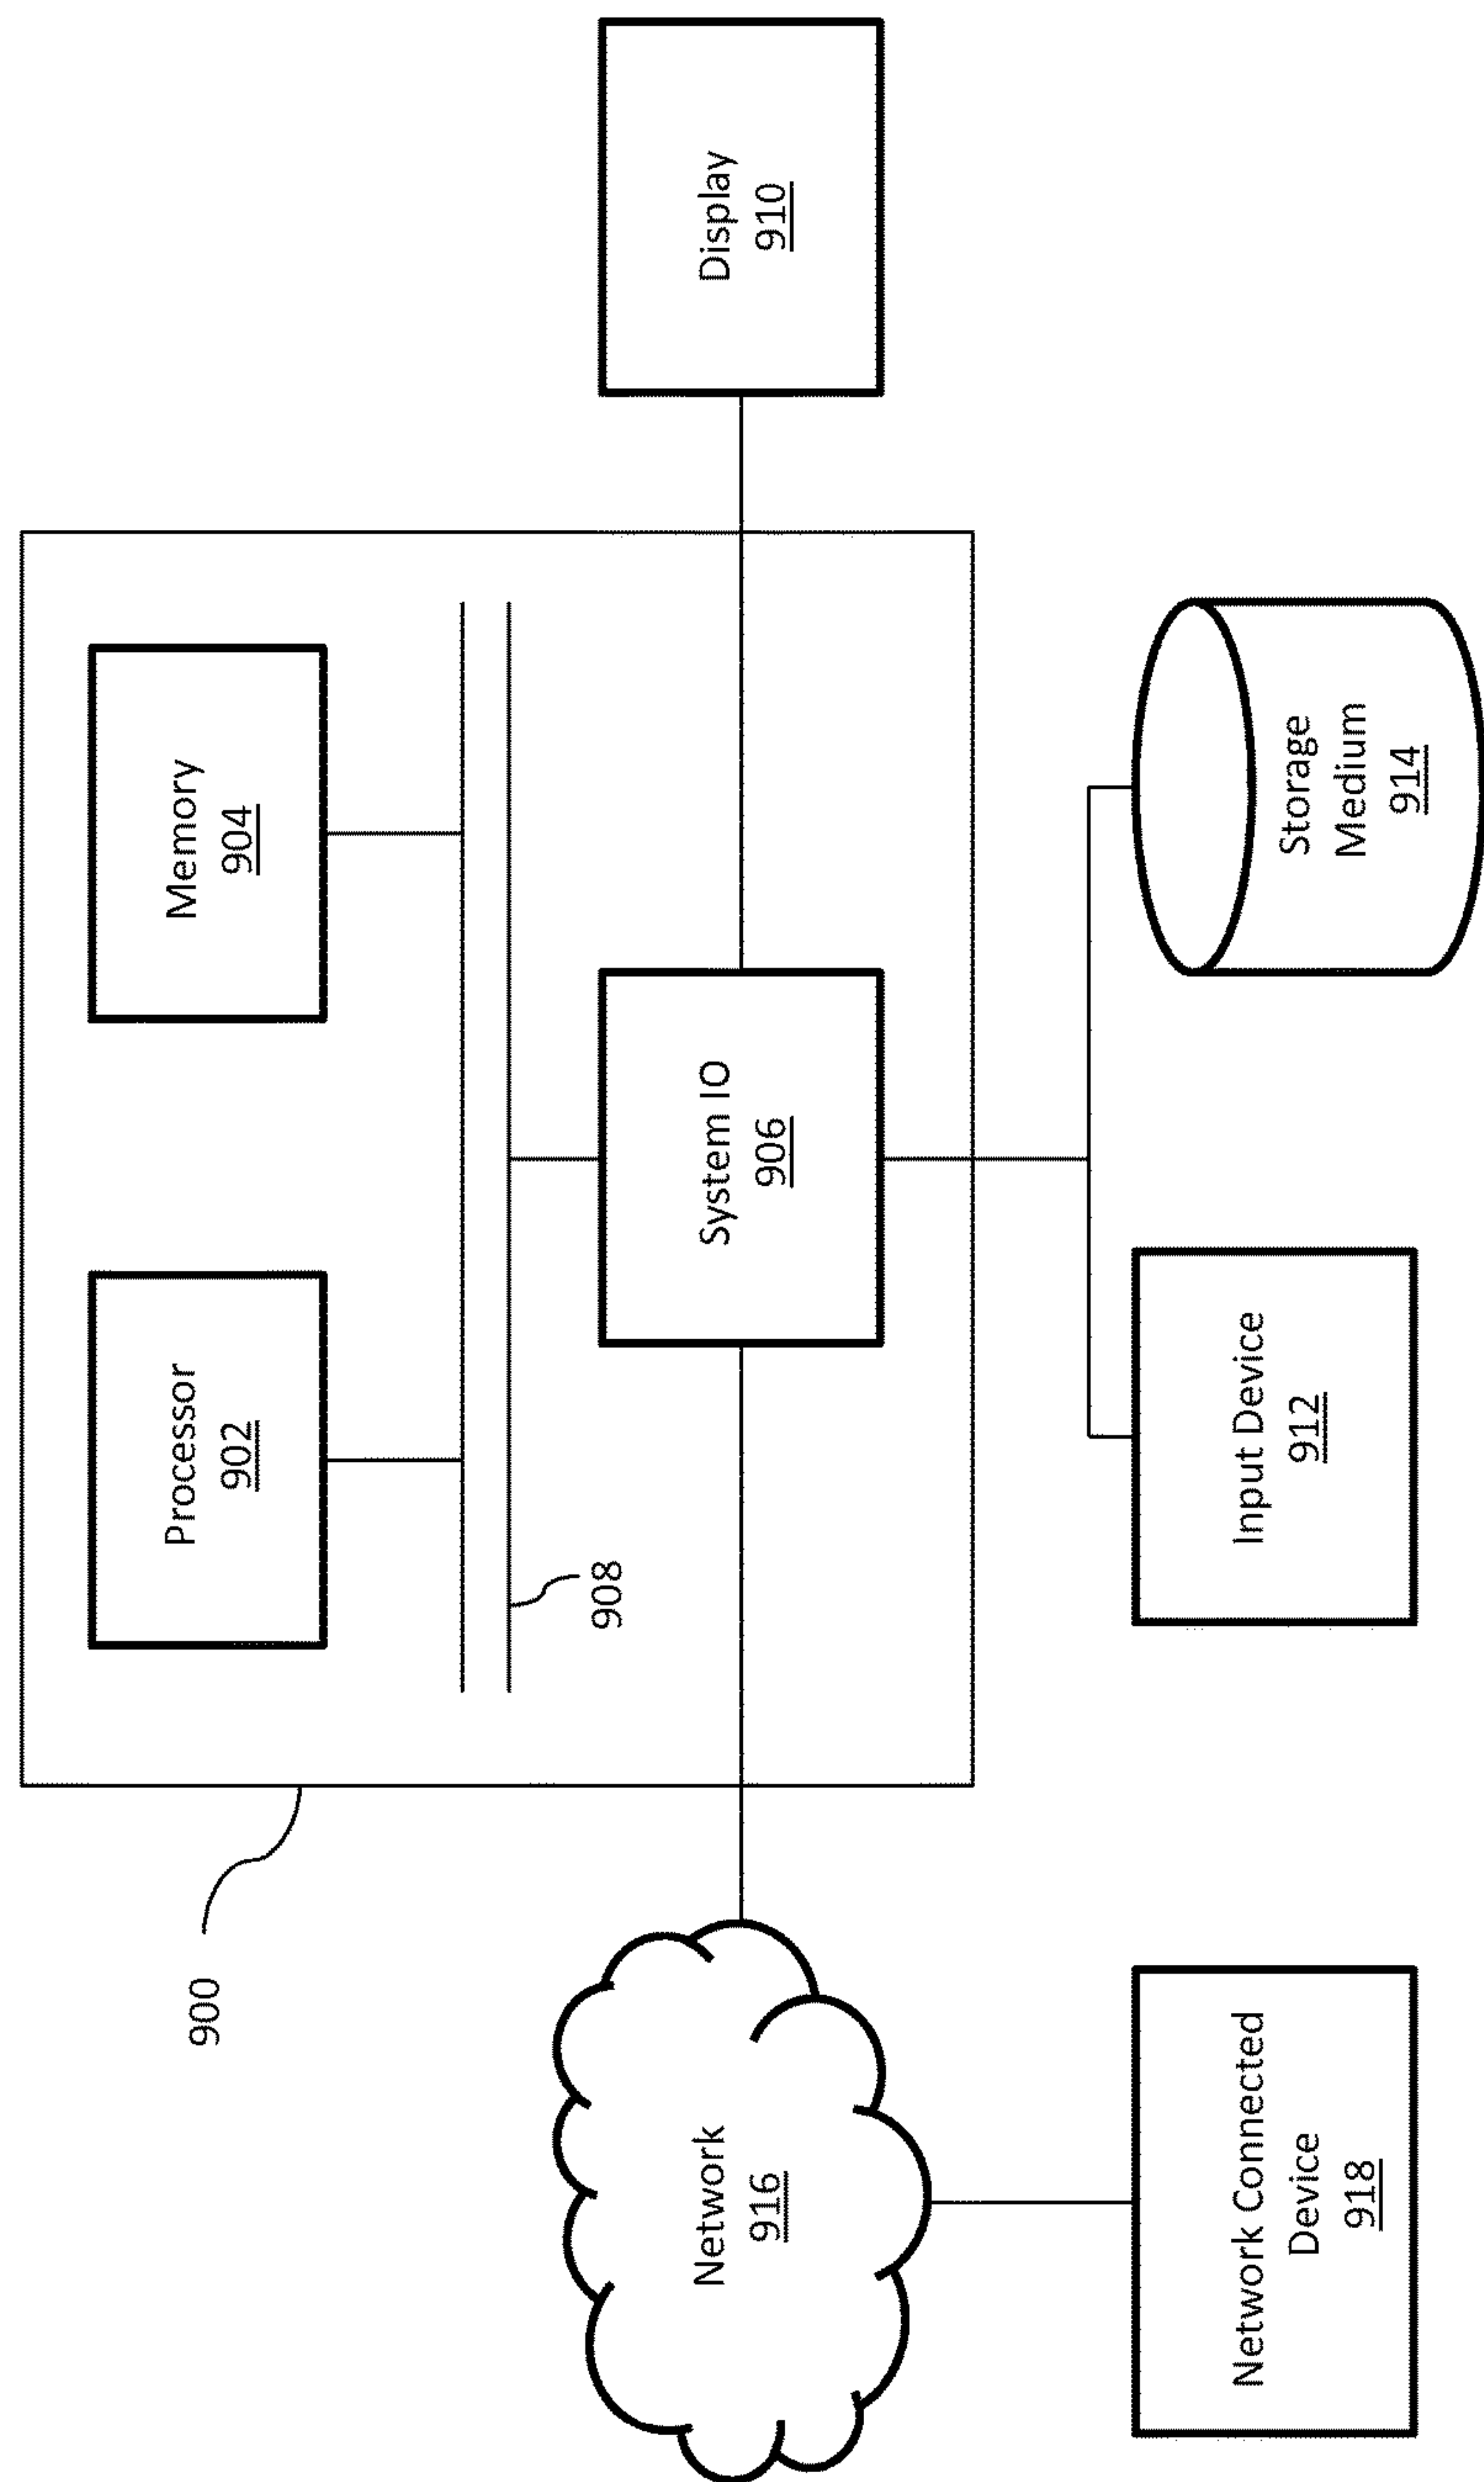 900
Processor
902
Memory
904
908
System IO
906
Display
910
Network
916
Network Connected
Device
918
Input Device
912
Storage
Medium
914